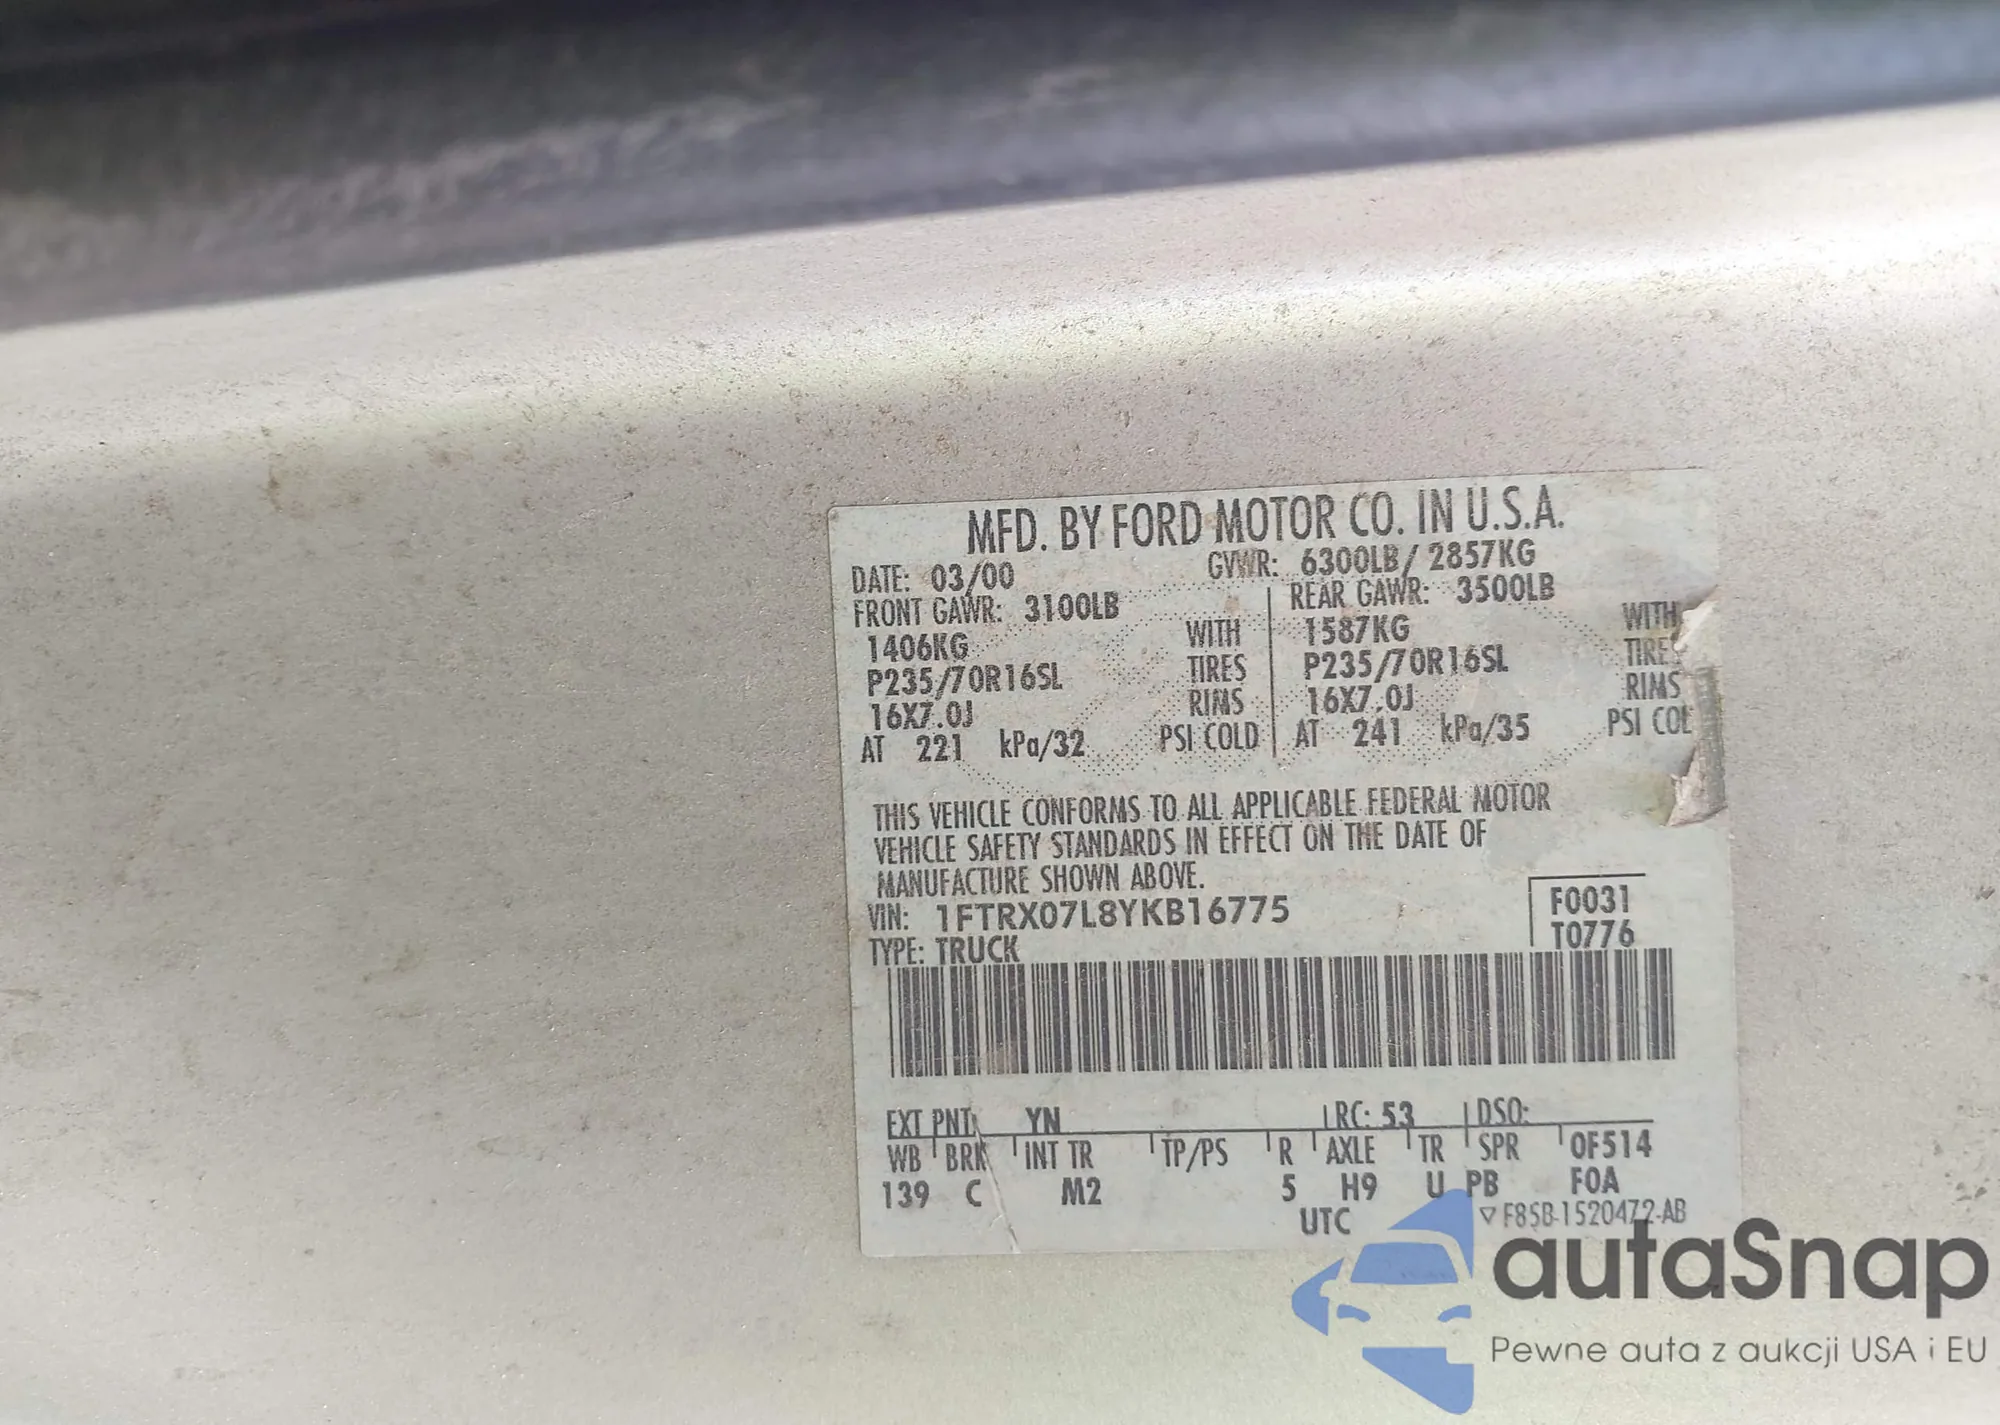 MFD. BY FORD MOTOR CO. IN U.S.A.
DATE: 03/00 GVWR: 6300LB/ 2857KG
FRONT GAWR: 3100LB REAR GAWR: 3500LB
1406KG WITH 1587KG WITH
P235/70R16SL TIRES P235/70R16SL TIRES
16X7.0J RIMS 16X7.0J RIMS
AT 221 kPa/32 PSI COLD AT 241 kPa/35 PSI COL
THIS VEHICLE CONFORMS TO ALL APPLICABLE FEDERAL MOTOR
VEHICLE SAFETY STANDARDS IN EFFECT ON THE DATE OF
MANUFACTURE SHOWN ABOVE.
VIN: 1FTRX07L8YKB16775 F0031
TYPE: TRUCK T0776
EXT PNT: YN RC: 53 DSO:
WB BRK INT TR TP/PS R AXLE TR SPR 0F514
139 C M2 5 H9 U PB F0A
UTC ▽ F85B-1520472-AB
autaSnap
Pewne auta z aukcji USA i EU